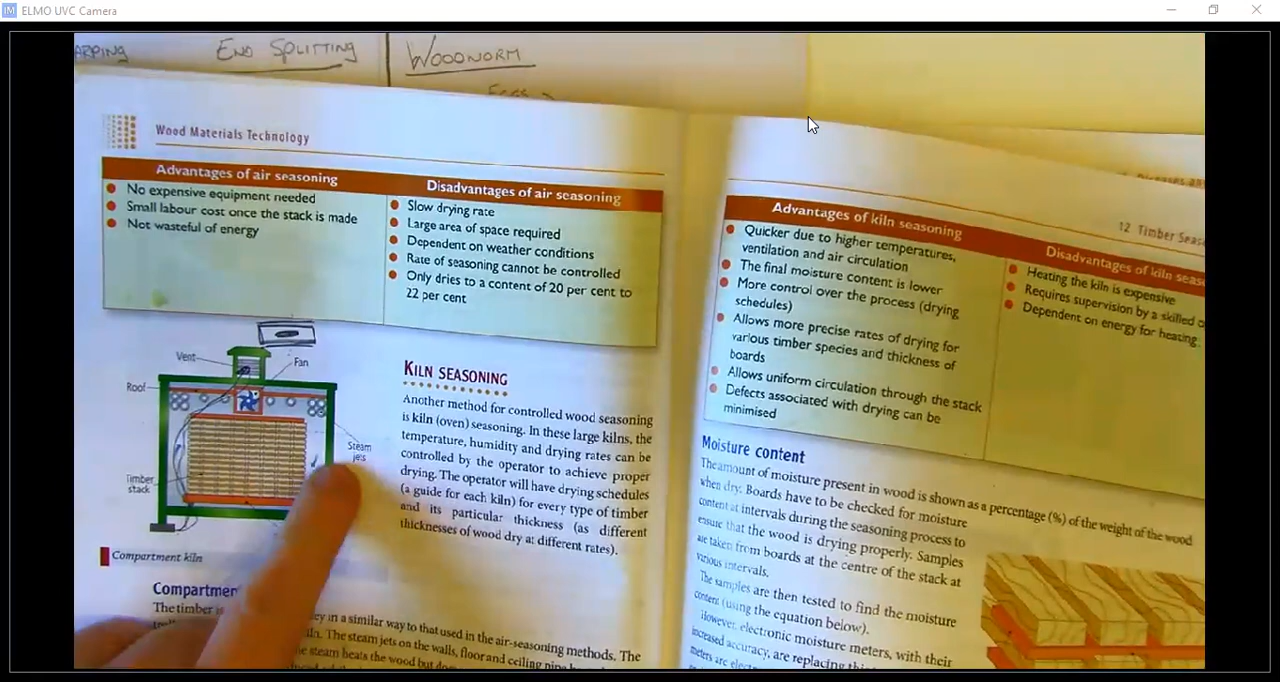 ELMO UVC Camera
END SPLITTING
WOODWORM
Wood Materials Technology
Advantages of air seasoning
No expensive equipment needed
Small labour cost once the stack is made
Not wasteful of energy
Disadvantages of air seasoning
Slow drying rate
Large area of space required
Dependent on weather conditions
Rate of seasoning cannot be controlled
Only dries to a content of 20 per cent to
22 per cent
Vent
Fan
Roof
Steam
jets
Timber
stack
Compartment kiln
KILN SEASONING
Another method for controlled wood seasoning
is kiln (oven) seasoning. In these large kilns, the
temperature, humidity and drying rates can be
controlled by the operator to achieve proper
drying. The operator will have drying schedules
(a guide for each kiln) for every type of timber
and its particular thickness (as different
thicknesses of wood dry at different rates).
The timber
in a similar way to that used in the air-seasoning methods. The
The steam jets on the walls, floor and ceiling
steam heats the wood but
12 Timber
Advantages of kiln seasoning
Quicker due to higher temperatures,
ventilation and air circulation
The final moisture content is lower
More control over the process (drying
schedules)
Allows more precise rates of drying for
various timber species and thickness of
boards
Allows uniform circulation through the stack
Defects associated with drying can be
minimised
Disadvantages of kiln
Heating the kiln is expensive
Requires supervision by a skilled
Dependent on energy for heating
Moisture content
The amount of moisture present in wood is shown as a percentage (%) of the weight of the wood
when dry. Boards have to be checked for moisture
content at intervals during the seasoning process to
ensure that the wood is drying properly. Samples
are taken from boards at the centre of the stack at
various intervals.
The samples are then tested to find the moisture
content (using the equation below).
However, electronic moisture meters, with their
increased accuracy, are replacing
meters are